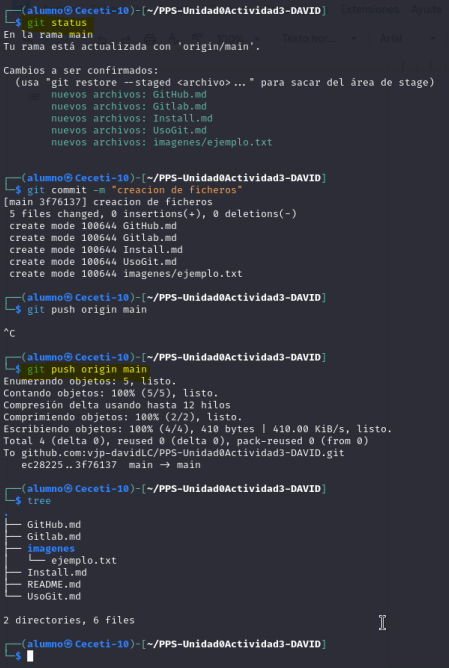 ┌──(alumno㉿Ceceti-10)-[~/PPS-Unidad0Actividad3-DAVID]
└─$ git status
En la rama main
Tu rama está actualizada con 'origin/main'.
Cambios a ser confirmados:
  (usa "git restore --staged <archivo>..." para sacar del área de stage)
        nuevos archivos: GitHub.md
        nuevos archivos: Gitlab.md
        nuevos archivos: Install.md
        nuevos archivos: UsoGit.md
        nuevos archivos: imagenes/ejemplo.txt
┌──(alumno㉿Ceceti-10)-[~/PPS-Unidad0Actividad3-DAVID]
└─$ git commit -m "creacion de ficheros"
[main 3f76137] creacion de ficheros
 5 files changed, 0 insertions(+), 0 deletions(-)
 create mode 100644 GitHub.md
 create mode 100644 Gitlab.md
 create mode 100644 Install.md
 create mode 100644 UsoGit.md
 create mode 100644 imagenes/ejemplo.txt
┌──(alumno㉿Ceceti-10)-[~/PPS-Unidad0Actividad3-DAVID]
└─$ git push origin main
^C
┌──(alumno㉿Ceceti-10)-[~/PPS-Unidad0Actividad3-DAVID]
└─$ git push origin main
Enumerando objetos: 5, listo.
Contando objetos: 100% (5/5), listo.
Compresión delta usando hasta 12 hilos
Comprimiendo objetos: 100% (2/2), listo.
Escribiendo objetos: 100% (4/4), 410 bytes | 410.00 KiB/s, listo.
Total 4 (delta 0), reused 0 (delta 0), pack-reused 0 (from 0)
To github.com:vjp-davidLC/PPS-Unidad0Actividad3-DAVID.git
   ec28225..3f76137  main → main
┌──(alumno㉿Ceceti-10)-[~/PPS-Unidad0Actividad3-DAVID]
└─$ tree
.
├── GitHub.md
├── Gitlab.md
├── imagenes
│   └── ejemplo.txt
├── Install.md
├── README.md
└── UsoGit.md
2 directories, 6 files
┌──(alumno㉿Ceceti-10)-[~/PPS-Unidad0Actividad3-DAVID]
└─$